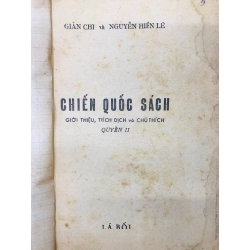 GIẢN CHI và NGUYỄN HIẾN LÊ
CHIẾN QUỐC SÁCH
GIỚI THIỆU, TRÍCH DỊCH và CHÚ THÍCH
QUYỂN II
LÁ BỐI